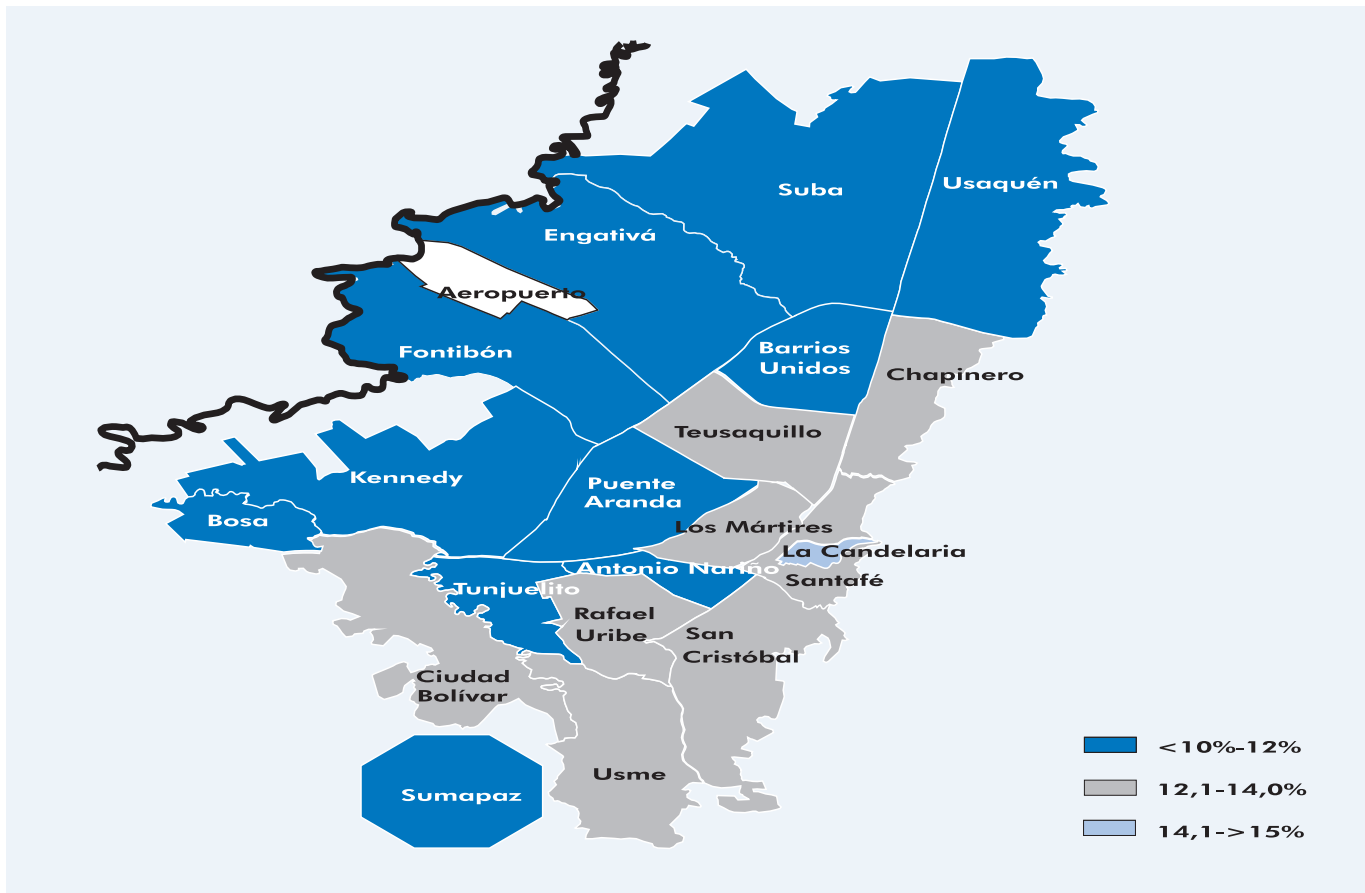 Suba
Usaquén
Engativá
Aeropuerto
Fontibón
Barrios
Unidos
Chapinero
Teusaquillo
Kennedy
Puente
Aranda
Bosa
Los Mártires
La Candelaria
Antonio Nariño
Santafé
Tunjuelito
Rafael
Uribe
San
Cristóbal
Ciudad
Bolívar
Usme
Sumapaz
<10%-12%
12,1-14,0%
14,1->15%